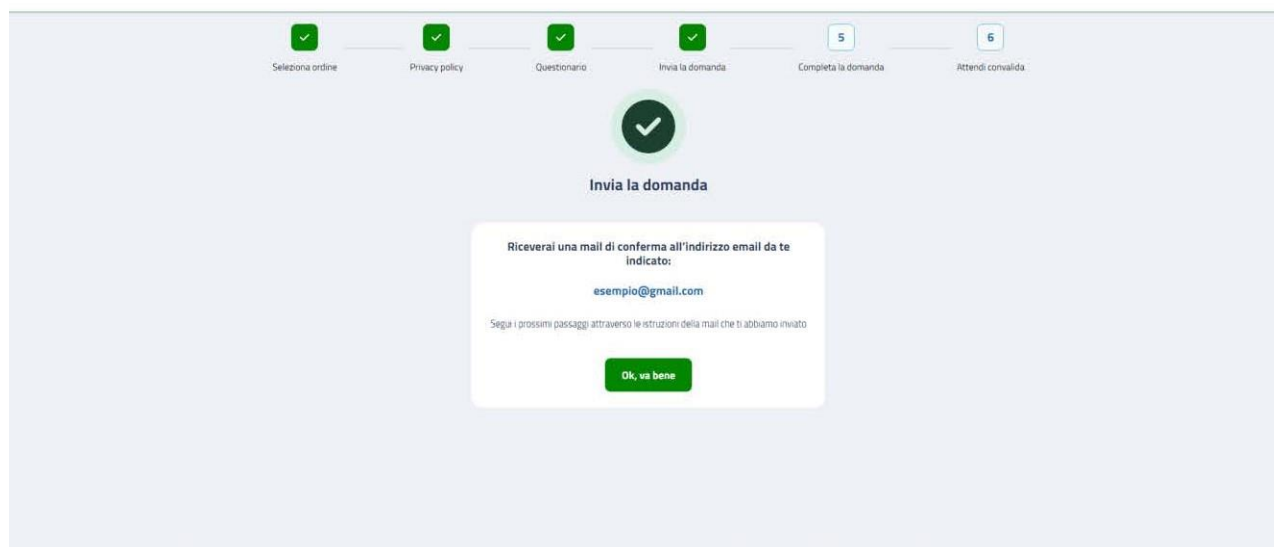 5
6
Seleziona ordine
Privacy policy
Questionario
Invia la domanda
Completa la domanda
Attendi convalida
Invia la domanda
Riceverai una mail di conferma all'indirizzo email da te
indicato:
esempio@gmail.com
Segui i prossimi passaggi attraverso le istruzioni della mail che ti abbiamo inviato
Ok, va bene